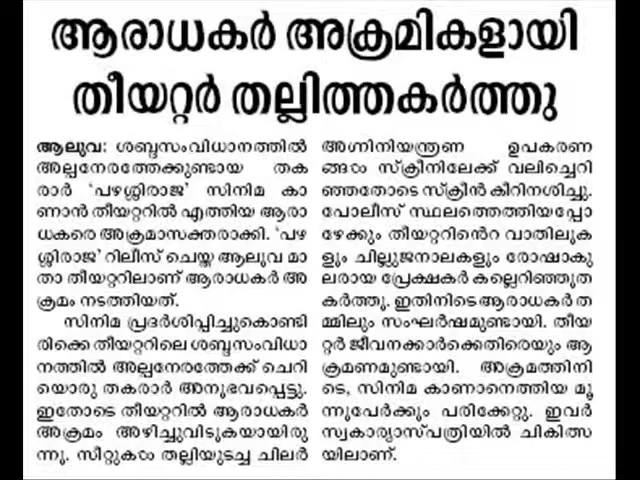 ആരാധകർ അക്രമികളായി
തീയറ്റർ തല്ലിത്തകർത്തു
ആലുവ: ശബ്ദസംവിധാനത്തിൽ
അല്പനേരത്തേക്കുണ്ടായ തക
രാർ ‘പഴശ്ശിരാജ’ സിനിമ കാ
ണാൻ തീയറ്ററിൽ എത്തിയ ആരാ
ധകരെ അക്രമാസക്തരാക്കി. ‘പഴ
ശ്ശിരാജ’ റിലീസ് ചെയ്ത ആലുവ മാ
താ തീയറ്ററിലാണ് ആരാധകർ അ
ക്രമം നടത്തിയത്.
സിനിമ പ്രദർശിപ്പിച്ചുകൊണ്ടി
രിക്കെ തീയറ്ററിലെ ശബ്ദസംവിധാ
നത്തിൽ അല്പനേരത്തേക്ക് ചെറി
യൊരു തകരാർ അനുഭവപ്പെട്ടു.
ഇതോടെ തീയറ്ററിൽ ആരാധകർ
അക്രമം അഴിച്ചുവിടുകയായിരു
ന്നു. സീറ്റുകൾ തല്ലിയുടച്ച ചിലർ
അഗ്നിനിയന്ത്രണ ഉപകരണ
ങ്ങൾ സ്ക്രീനിലേക്ക് വലിച്ചെറി
ഞ്ഞതോടെ സ്ക്രീൻ കീറിനശിച്ചു.
പോലീസ് സ്ഥലത്തെത്തിയപ്പോ
ഴേക്കും തീയറ്ററിന്റെ വാതിലുക
ളും ചില്ലുജനാലകളും രോഷാകു
ലരായ പ്രേക്ഷകർ കല്ലെറിഞ്ഞുത
കർത്തു. ഇതിനിടെ ആരാധകർ ത
മ്മിലും സംഘർഷമുണ്ടായി. തീയ
റ്റർ ജീവനക്കാർക്കെതിരെയും ആ
ക്രമണമുണ്ടായി. അക്രമത്തിനി
ടെ, സിനിമ കാണാനെത്തിയ മൂ
ന്നുപേർക്കും പരിക്കേറ്റു. ഇവർ
സ്വകാര്യാസ്പത്രിയിൽ ചികിത്സ
യിലാണ്.